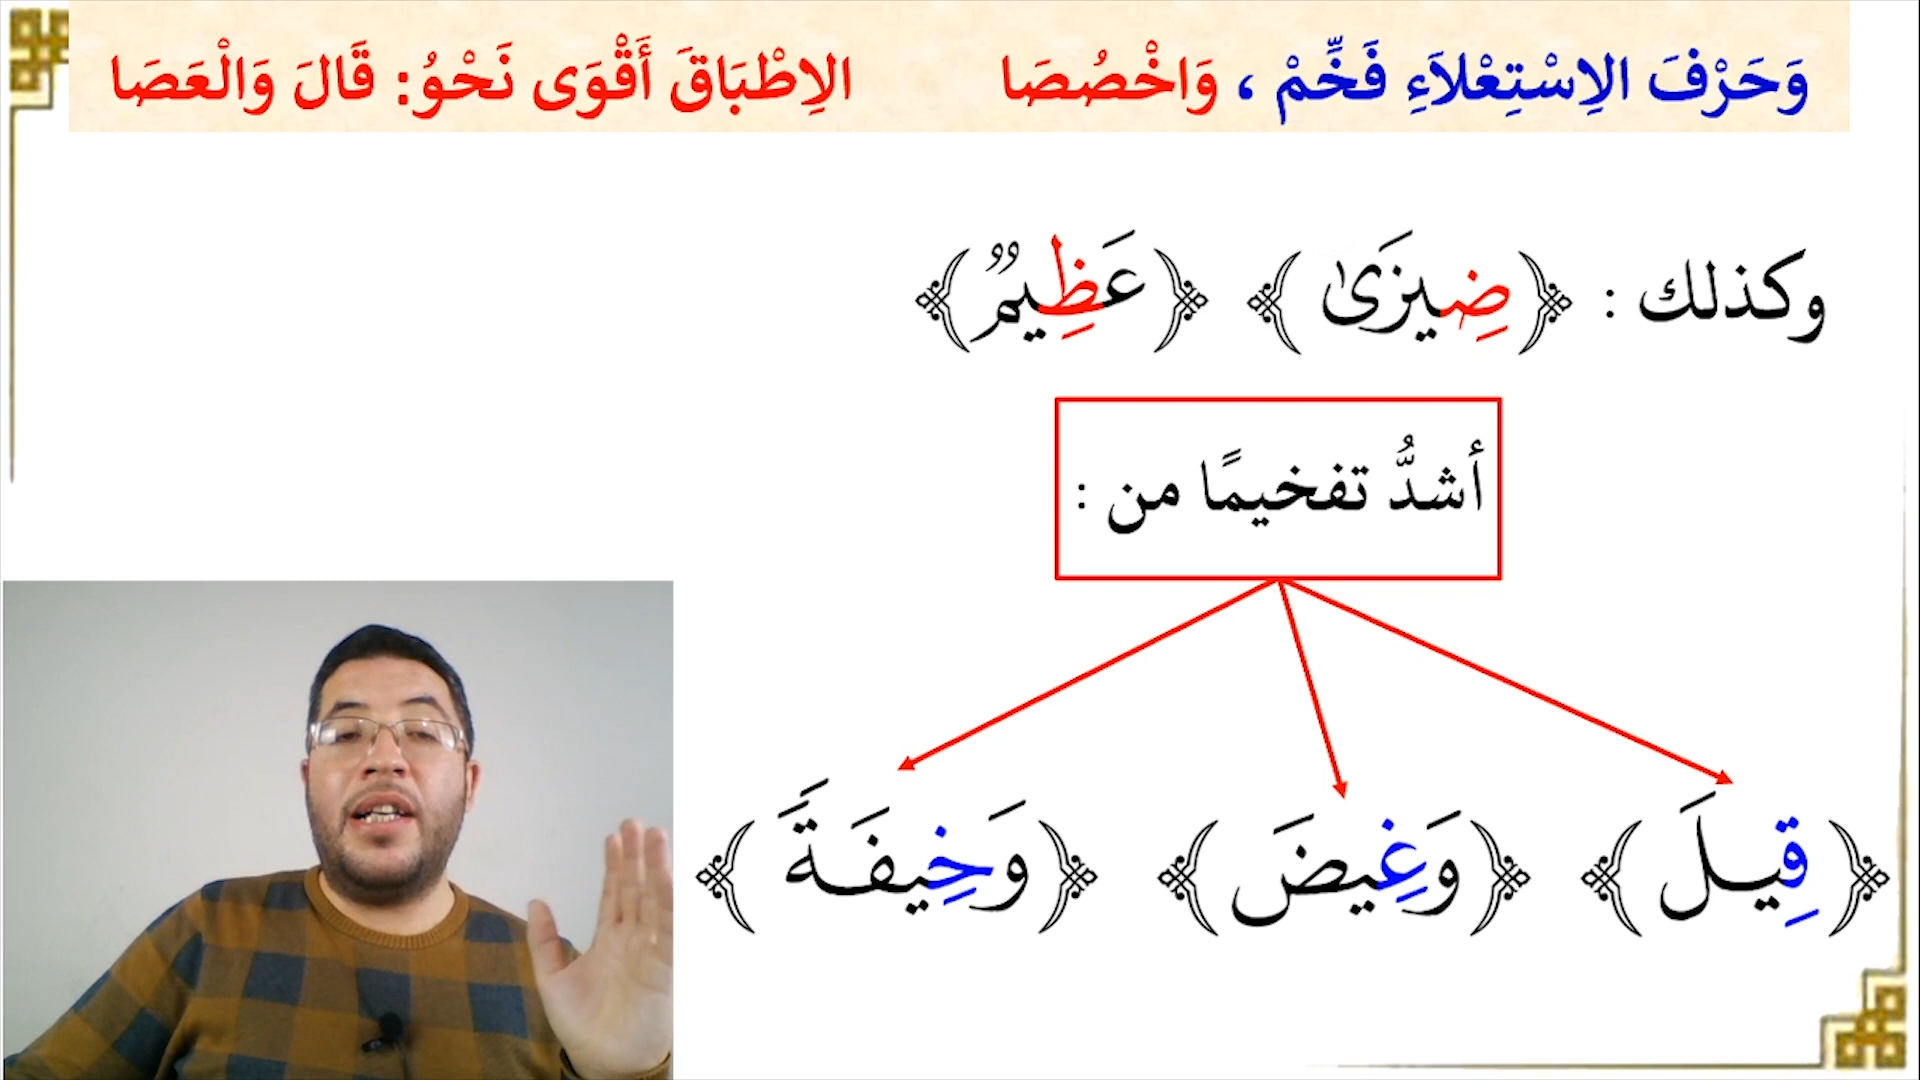 وَحَرْفَ الِاسْتِعْلَاءِ فَخِّمْ ، وَاخْصُصَا الِاطْبَاقَ أَقْوَى نَحْوُ: قَالَ وَالْعَصَا
وكذلك : ﴿ضِيزَىٰ﴾ ﴿عَظِيمٌ﴾
أشدُّ تفخيمًا من :
﴿قِيلَ﴾ ﴿وَغِيضَ﴾ ﴿وَخِيفَةً﴾